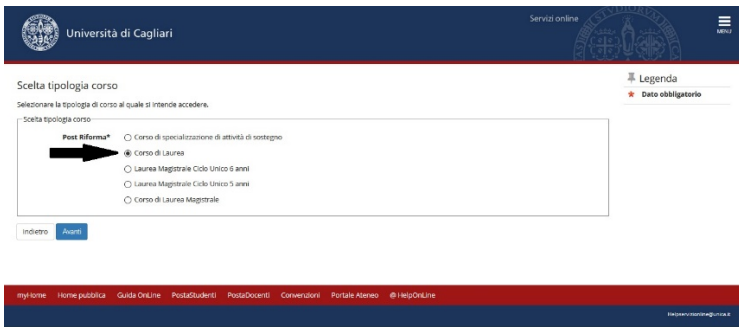 Università di Cagliari
Servizi online
MENU
Scelta tipologia corso
Selezionare la tipologia di corso al quale si intende accedere.
Scelta tipologia corso
Post Riforma*
Corso di specializzazione di attività di sostegno
Corso di Laurea
Laurea Magistrale Ciclo Unico 6 anni
Laurea Magistrale Ciclo Unico 5 anni
Corso di Laurea Magistrale
Indietro Avanti
Legenda
* Dato obbligatorio
myHome Home pubblica Guida OnLine PostaStudenti PostaDocenti Convenzioni Portale Ateneo @ HelpOnLine
Helpservizionline@unica.it